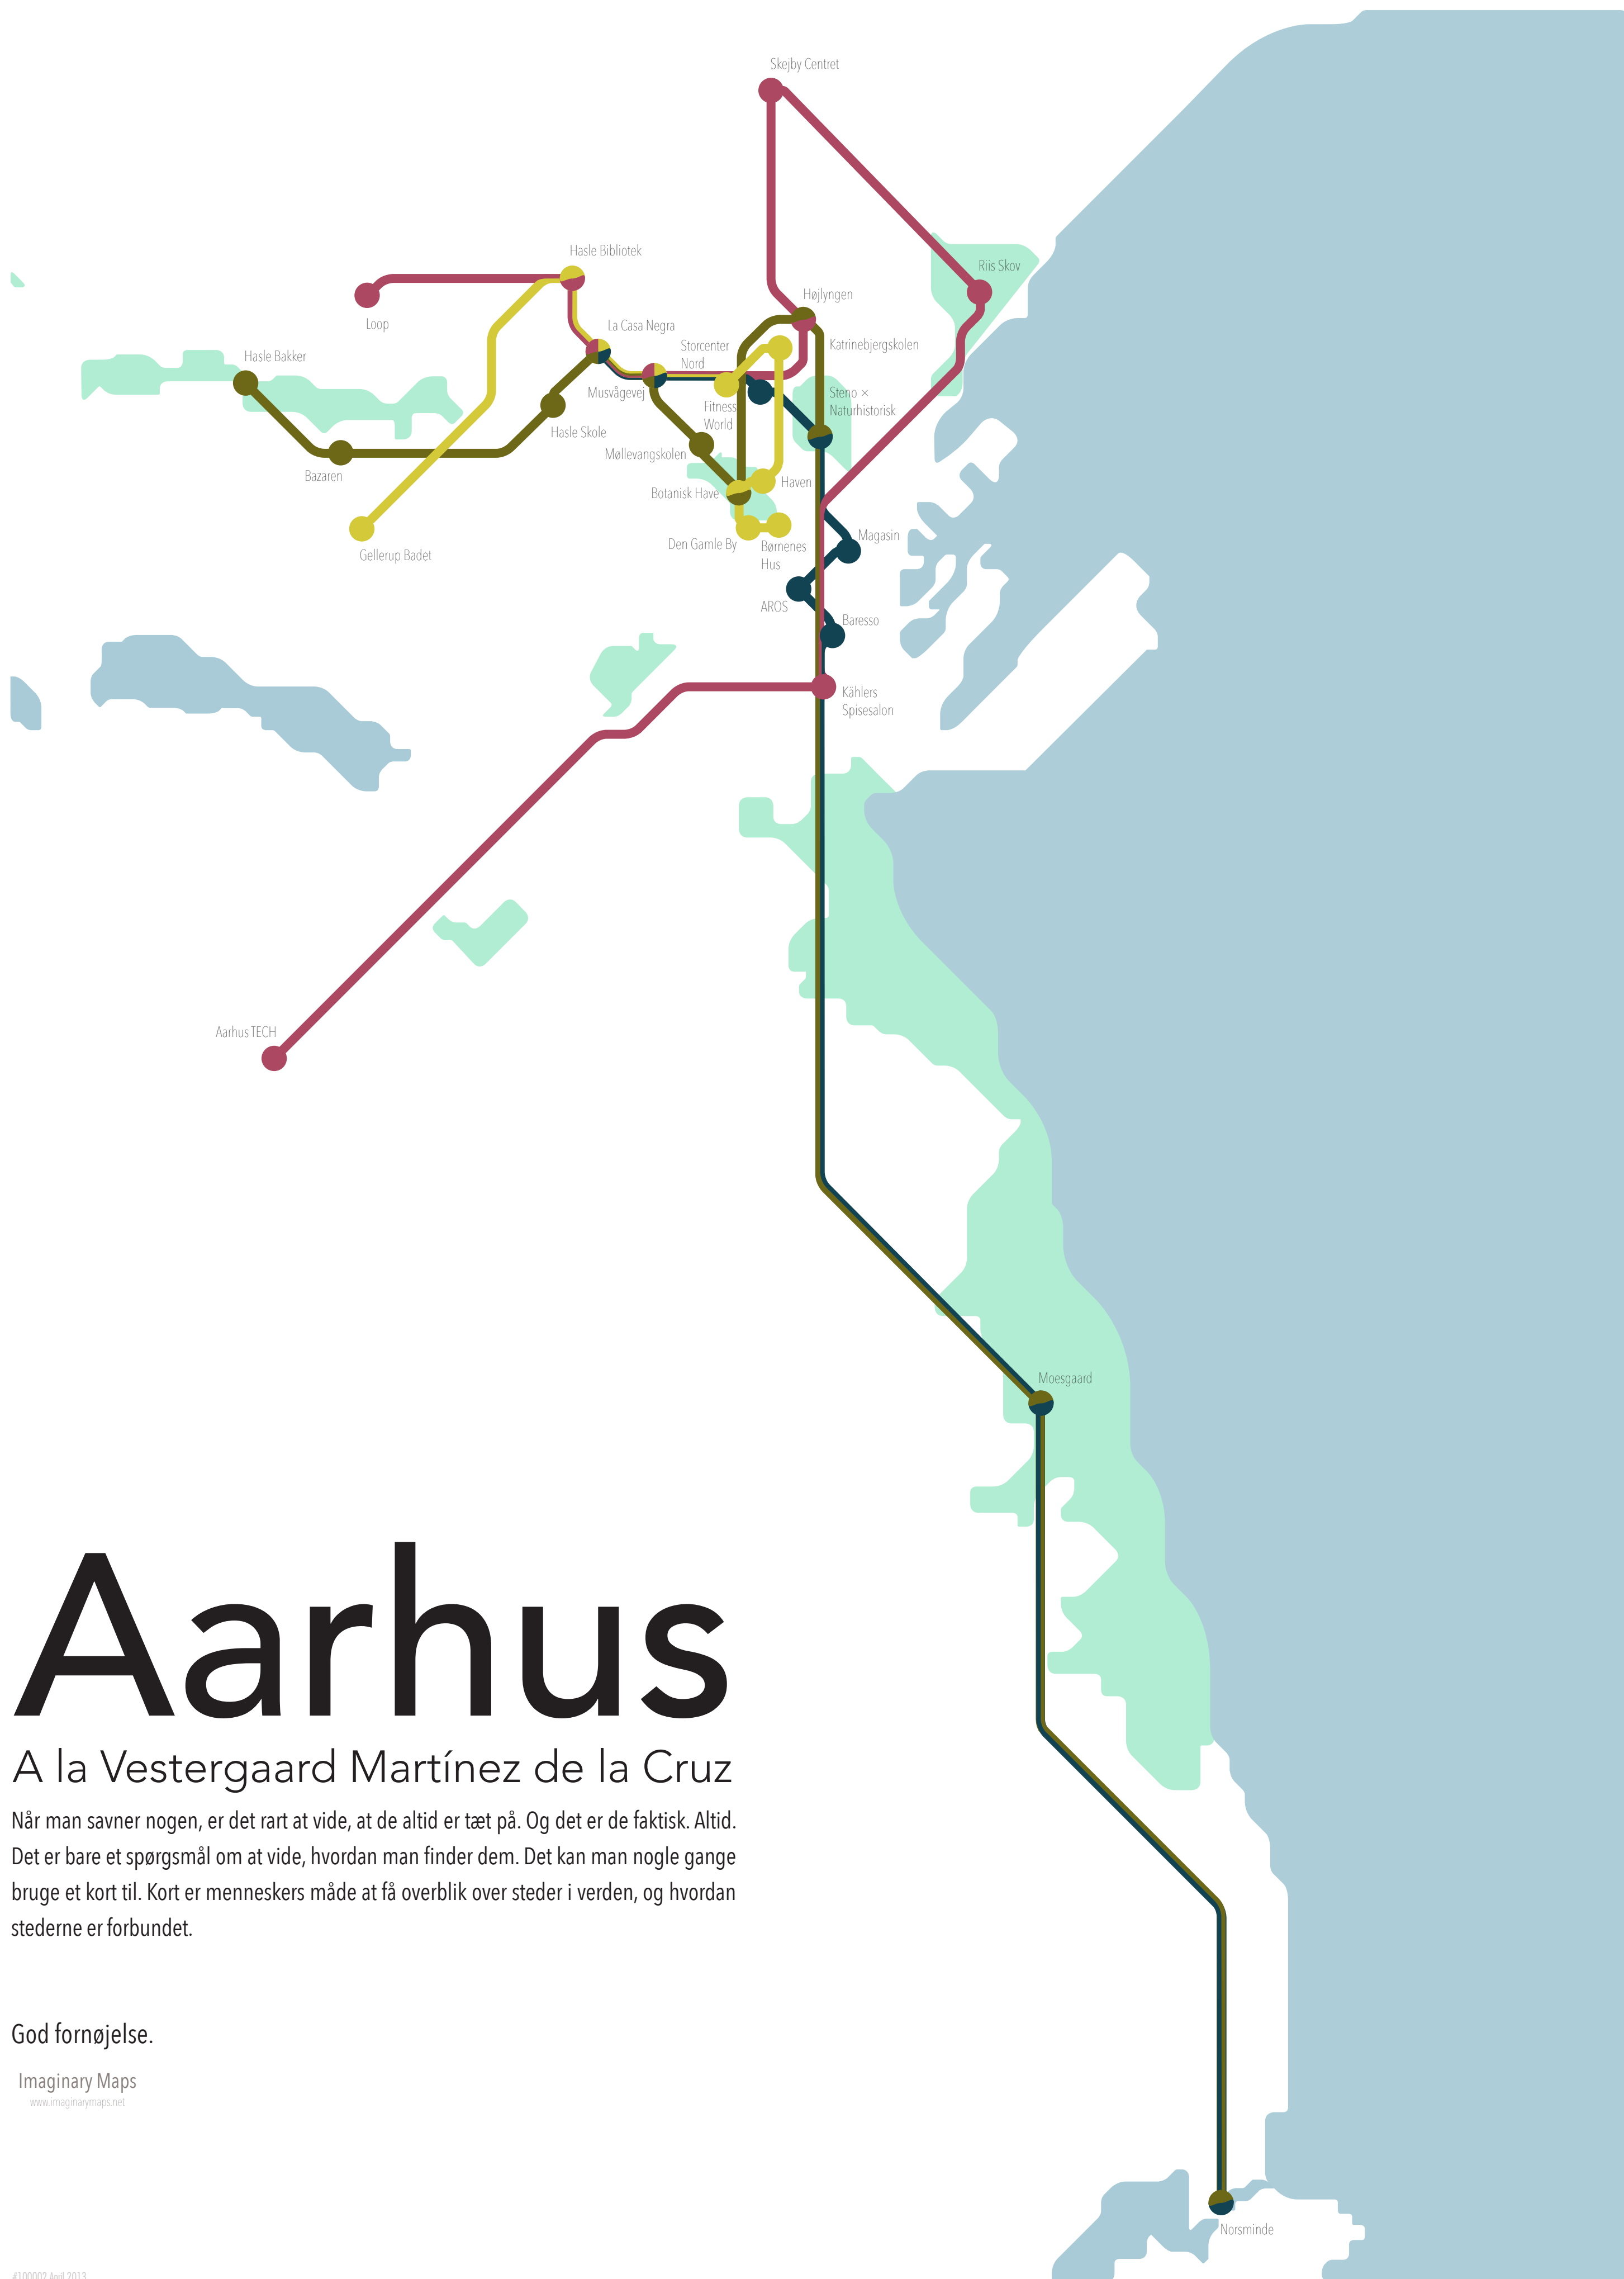 Skejby Centret
Hasle Bibliotek
Riis Skov
Højlyngen
Loop
La Casa Negra
Storcenter
Nord
Katrinebjergskolen
Hasle Bakker
Musvågevej
Steno ×
Naturhistorisk
Fitness
World
Hasle Skole
Møllevangskolen
Bazaren
Haven
Botanisk Have
Magasin
Den Gamle By
Børnenes
Hus
Gellerup Badet
AROS
Baresso
Kählers
Spisesalon
Aarhus TECH
Moesgaard
Aarhus
A la Vestergaard Martínez de la Cruz
Når man savner nogen, er det rart at vide, at de altid er tæt på. Og det er de faktisk. Altid.
Det er bare et spørgsmål om at vide, hvordan man finder dem. Det kan man nogle gange
bruge et kort til. Kort er menneskers måde at få overblik over steder i verden, og hvordan
stederne er forbundet.
God fornøjelse.
Imaginary Maps
www.imaginarymaps.net
Norsminde
#100002 April 2013